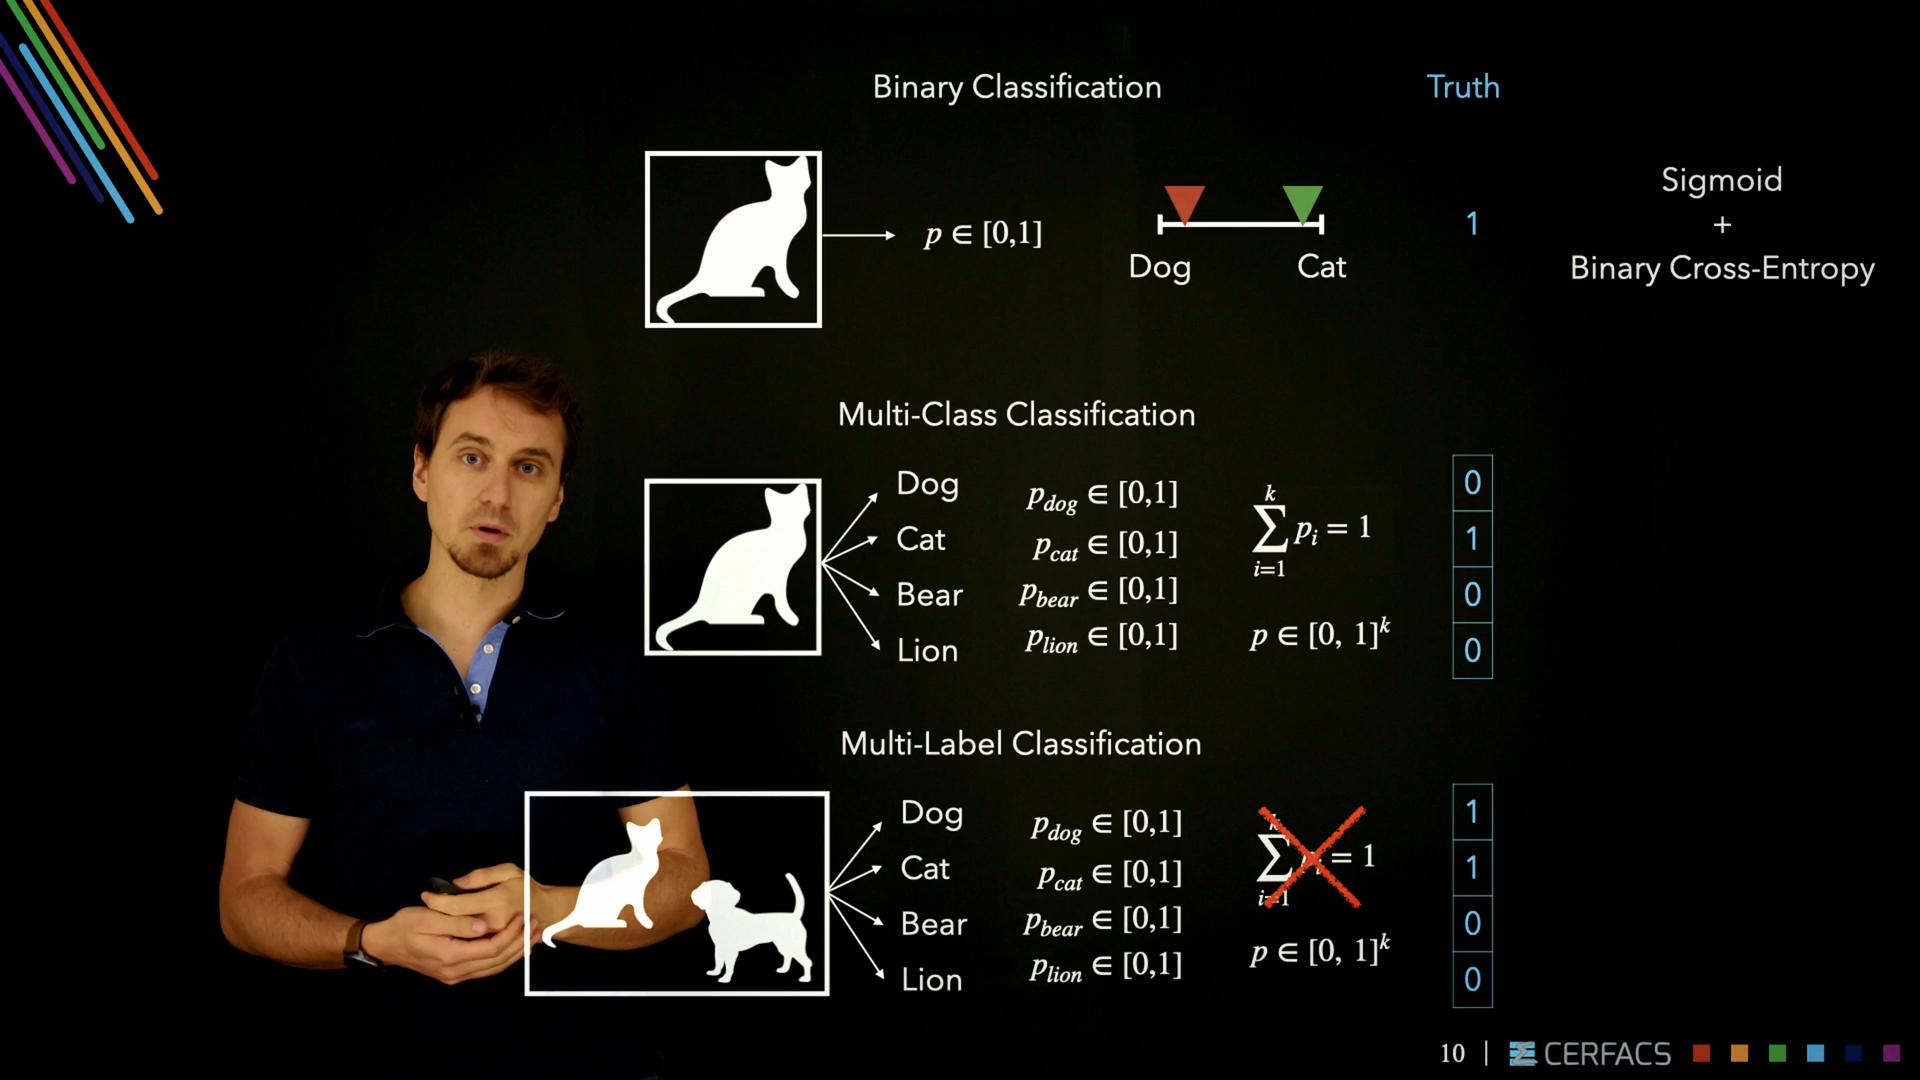 Binary Classification
Truth
p ∈ [0,1]
Dog
Cat
1
Sigmoid
+
Binary Cross-Entropy
Multi-Class Classification
Dog
Cat
Bear
Lion
p_dog ∈ [0,1]
p_cat ∈ [0,1]
p_bear ∈ [0,1]
p_lion ∈ [0,1]
k
∑ p_i = 1
i=1
p ∈ [0, 1]^k
0
1
0
0
Multi-Label Classification
Dog
Cat
Bear
Lion
p_dog ∈ [0,1]
p_cat ∈ [0,1]
p_bear ∈ [0,1]
p_lion ∈ [0,1]
k
∑ p_i = 1
i=1
p ∈ [0, 1]^k
1
1
0
0
10 |
CERFACS